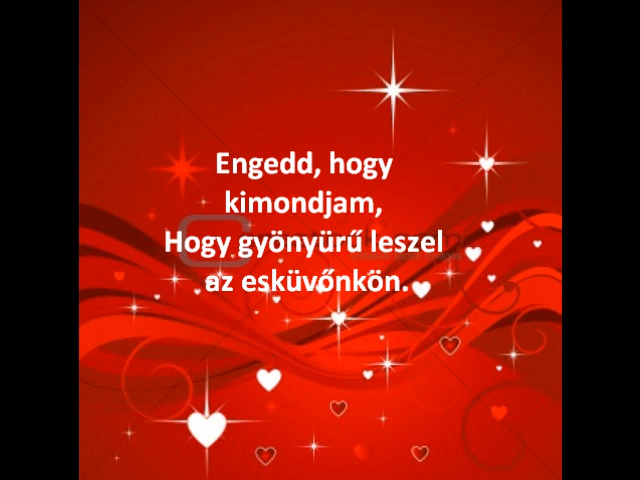 Engedd, hogy
kimondjam,
Hogy gyönyürű leszel
az esküvőnkön.